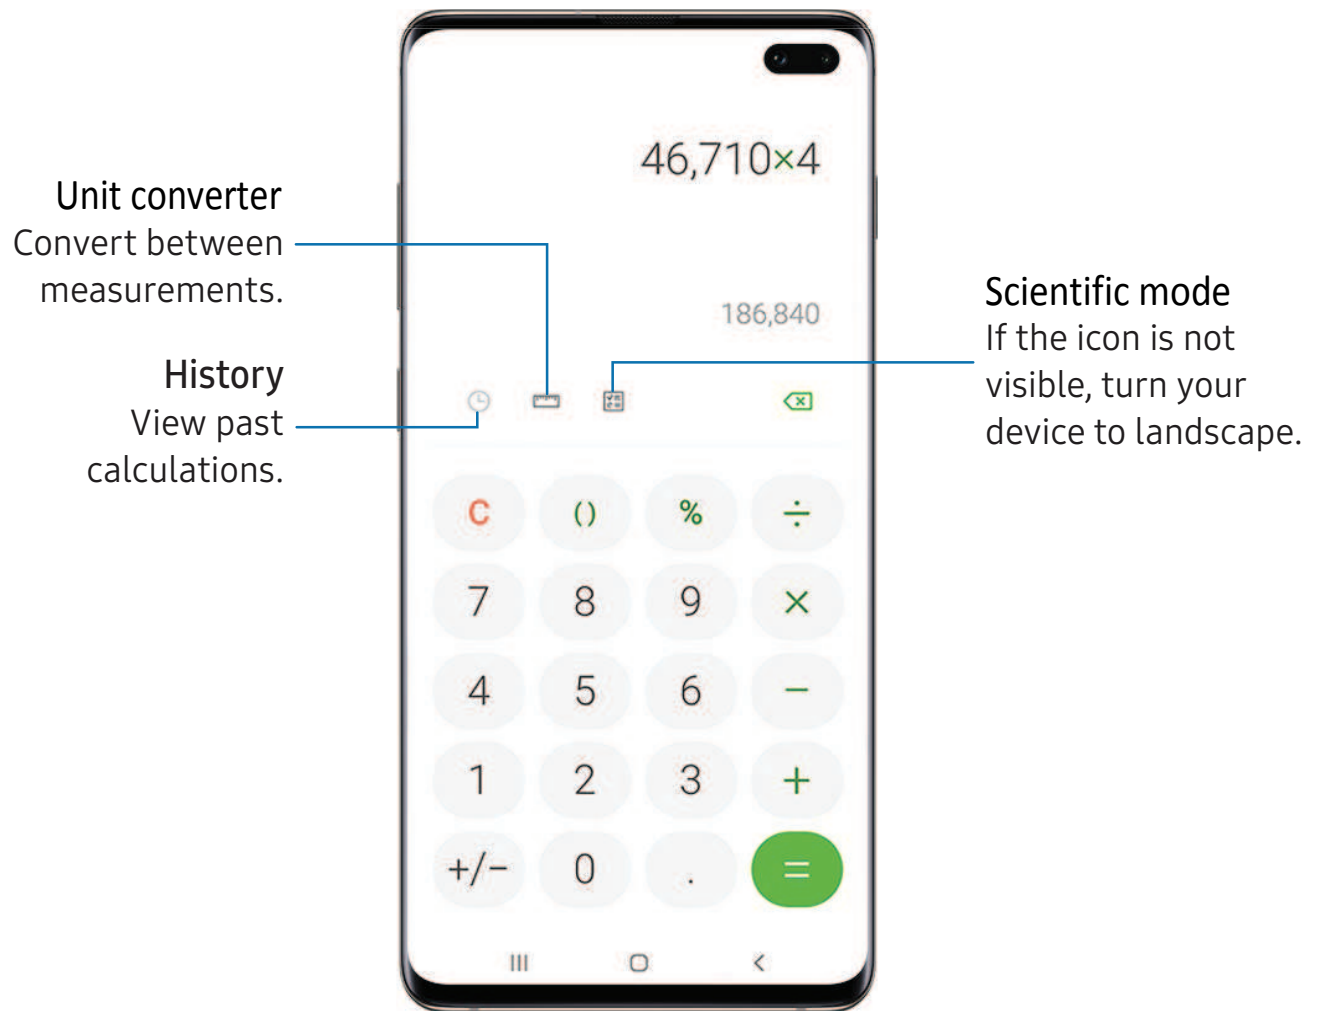 46,710×4
Unit converter
Convert between
measurements.
186,840
Scientific mode
If the icon is not
visible, turn your
device to landscape.
History
View past
calculations.
C () % ÷
7 8 9 ×
4 5 6 −
1 2 3 +
+/− 0 . =